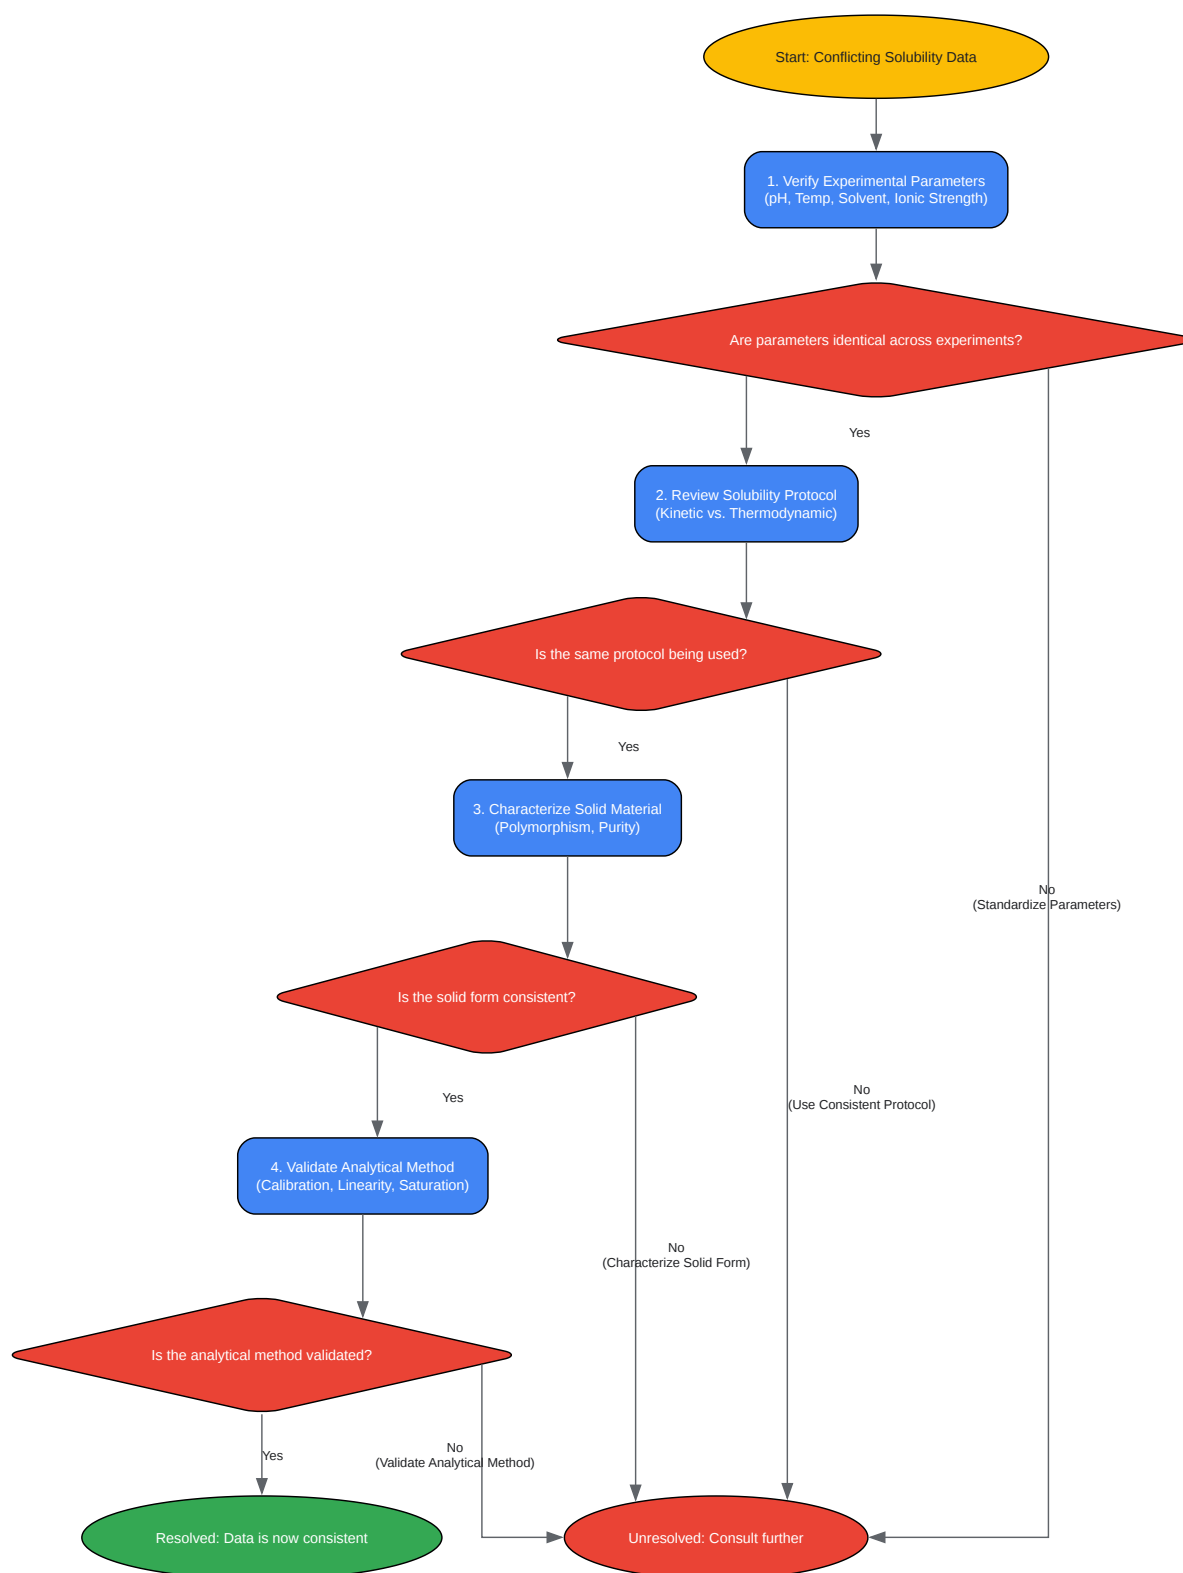 Start: Conflicting Solubility Data
1. Verify Experimental Parameters
(pH, Temp, Solvent, Ionic Strength)
Are parameters identical across experiments?
Yes
2. Review Solubility Protocol
(Kinetic vs. Thermodynamic)
Is the same protocol being used?
Yes
3. Characterize Solid Material
(Polymorphism, Purity)
No
(Standardize Parameters)
Is the solid form consistent?
Yes
No
(Use Consistent Protocol)
4. Validate Analytical Method
(Calibration, Linearity, Saturation)
No
(Characterize Solid Form)
Is the analytical method validated?
Yes
No
(Validate Analytical Method)
Resolved: Data is now consistent
Unresolved: Consult further